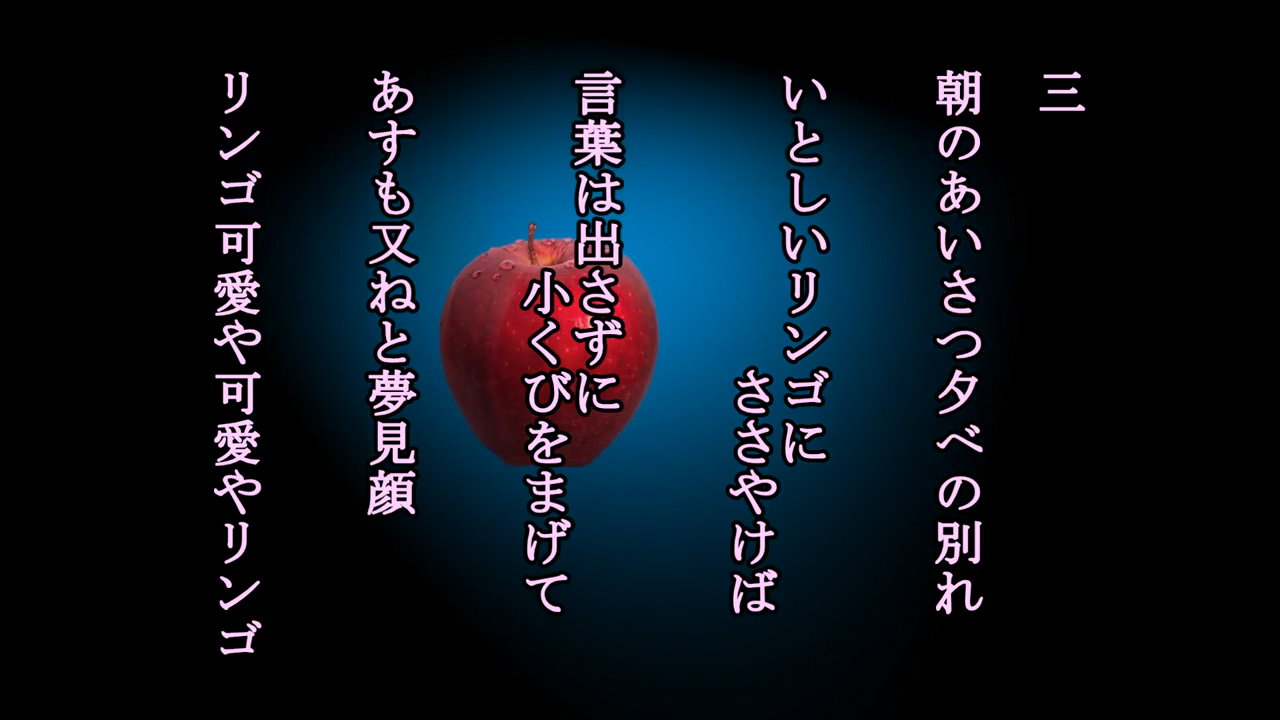 三
朝のあいさつ夕べの別れ
いとしいリンゴに
ささやけば
言葉は出さずに
小くびをまげて
あすも又ねと夢見顔
リンゴ可愛や可愛やリンゴ